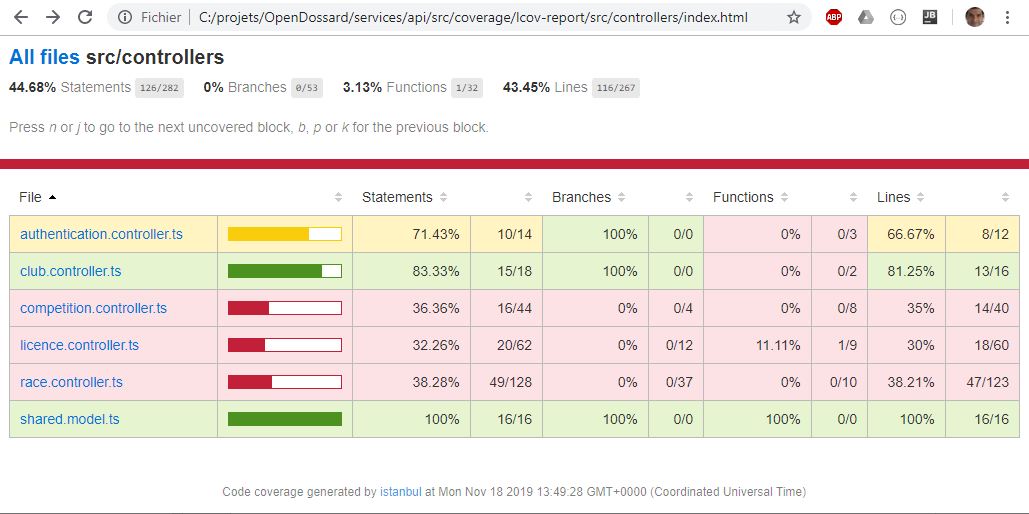 Fichier | C:/projets/OpenDossard/services/api/src/coverage/lcov-report/src/controllers/index.html
ABP
JB
All files src/controllers
44.68% Statements 126/282 0% Branches 0/53 3.13% Functions 1/32 43.45% Lines 116/267
Press n or j to go to the next uncovered block, b, p or k for the previous block.
File Statements Branches Functions Lines
authentication.controller.ts 71.43% 10/14 100% 0/0 0% 0/3 66.67% 8/12
club.controller.ts 83.33% 15/18 100% 0/0 0% 0/2 81.25% 13/16
competition.controller.ts 36.36% 16/44 0% 0/4 0% 0/8 35% 14/40
licence.controller.ts 32.26% 20/62 0% 0/12 11.11% 1/9 30% 18/60
race.controller.ts 38.28% 49/128 0% 0/37 0% 0/10 38.21% 47/123
shared.model.ts 100% 16/16 100% 0/0 100% 0/0 100% 16/16
Code coverage generated by istanbul at Mon Nov 18 2019 13:49:28 GMT+0000 (Coordinated Universal Time)